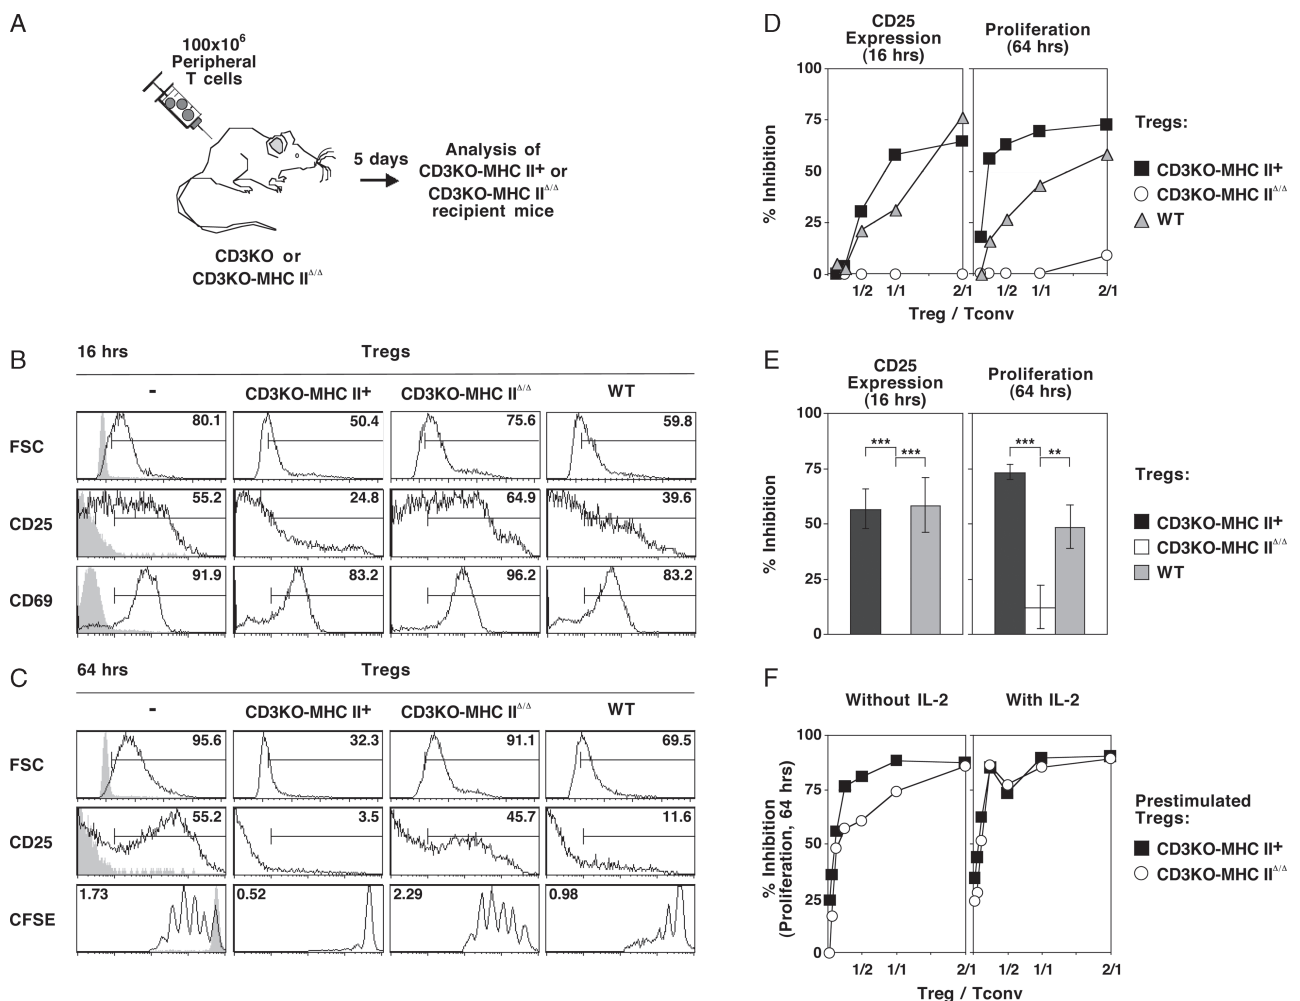 A
100x10⁶
Peripheral
T cells
5 days
Analysis of
CD3KO-MHC II+ or
CD3KO-MHC IIΔ/Δ
recipient mice
CD3KO or
CD3KO-MHC IIΔ/Δ
B
16 hrs Tregs
- CD3KO-MHC II+ CD3KO-MHC IIΔ/Δ WT
FSC 80.1 50.4 75.6 59.8
CD25 55.2 24.8 64.9 39.6
CD69 91.9 83.2 96.2 83.2
C
64 hrs Tregs
- CD3KO-MHC II+ CD3KO-MHC IIΔ/Δ WT
FSC 95.6 32.3 91.1 69.5
CD25 55.2 3.5 45.7 11.6
CFSE 1.73 0.52 2.29 0.98
D
CD25
Expression
(16 hrs)
Proliferation
(64 hrs)
% Inhibition
100
75
50
25
0
1/2 1/1 2/1 1/2 1/1 2/1
Treg / Tconv
Tregs:
CD3KO-MHC II+
CD3KO-MHC IIΔ/Δ
WT
E
CD25
Expression
(16 hrs)
Proliferation
(64 hrs)
% Inhibition
100
75
50
25
0
*** *** *** **
Tregs:
CD3KO-MHC II+
CD3KO-MHC IIΔ/Δ
WT
F
Without IL-2 With IL-2
% Inhibition
(Proliferation, 64 hrs)
100
75
50
25
0
1/2 1/1 2/1 1/2 1/1 2/1
Treg / Tconv
Prestimulated
Tregs:
CD3KO-MHC II+
CD3KO-MHC IIΔ/Δ